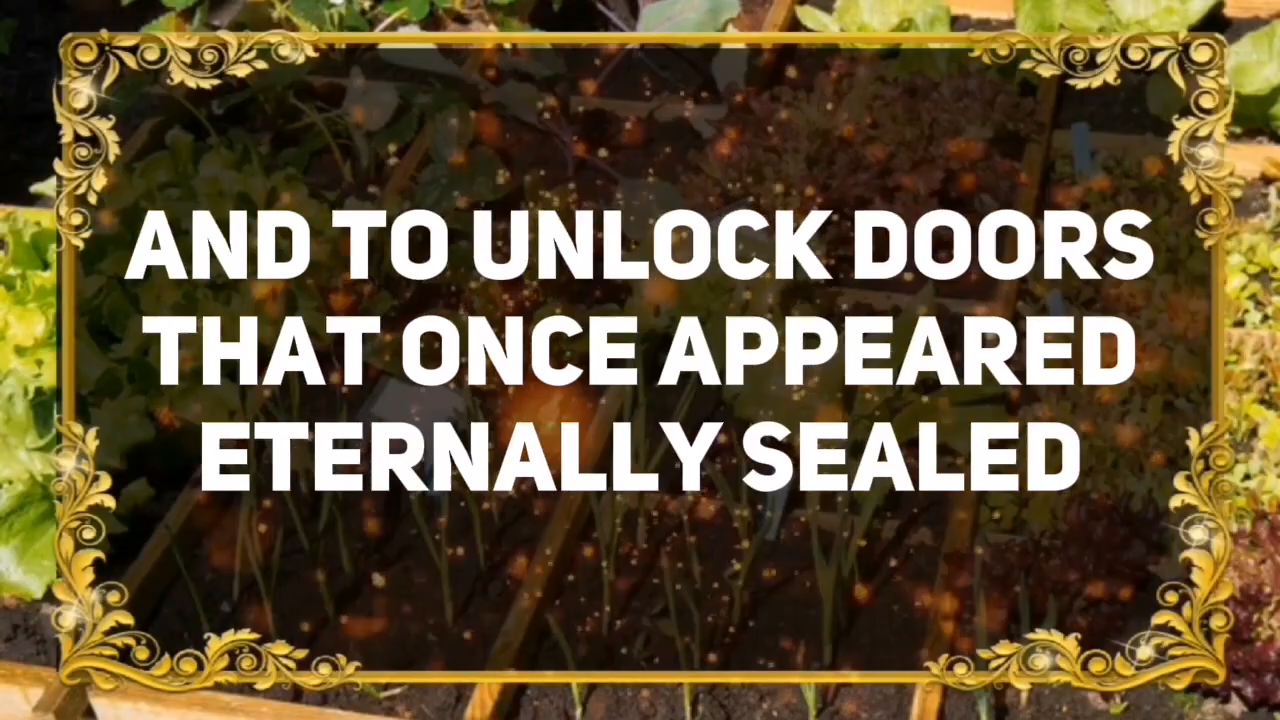 AND TO UNLOCK DOORS
THAT ONCE APPEARED
ETERNALLY SEALED